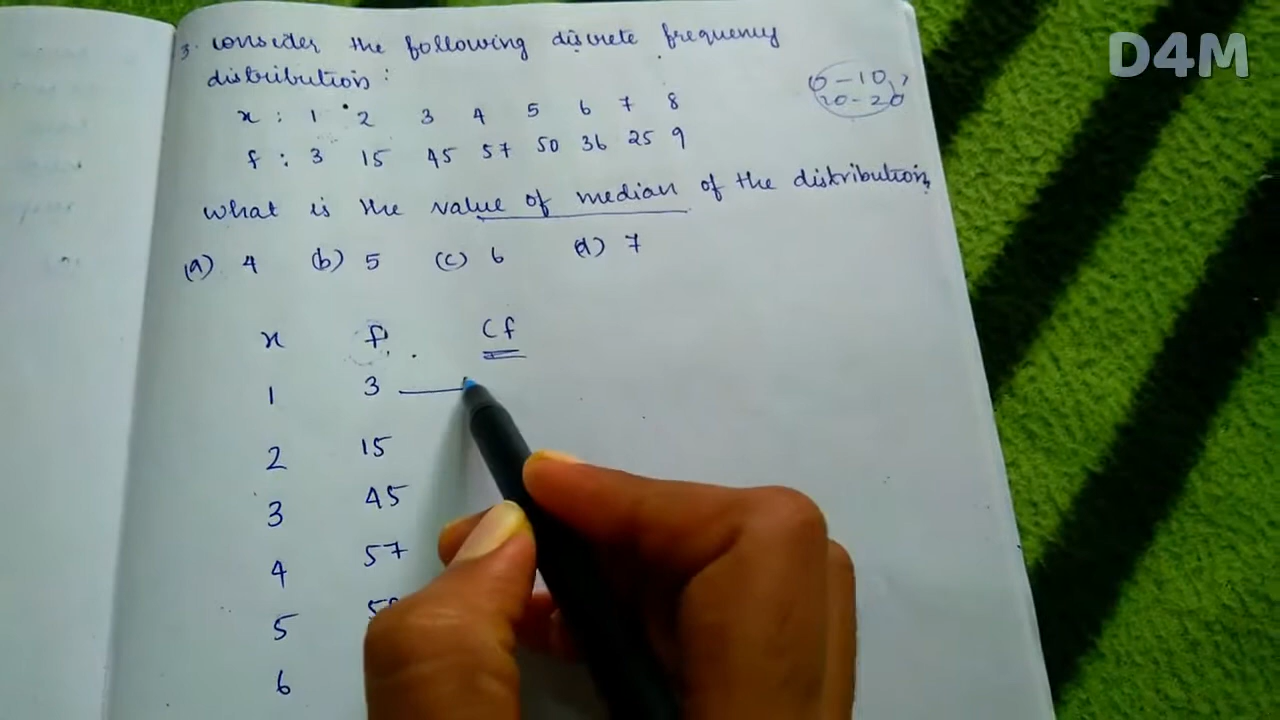 D4M
3. consider the following discrete frequency
distribution:
0-10,
10-20
x : 1 2 3 4 5 6 7 8
f : 3 15 45 57 50 36 25 9
what is the value of median of the distribution,
(a) 4 (b) 5 (c) 6 (d) 7
x f Cf
1 3
2 15
3 45
4 57
5
6